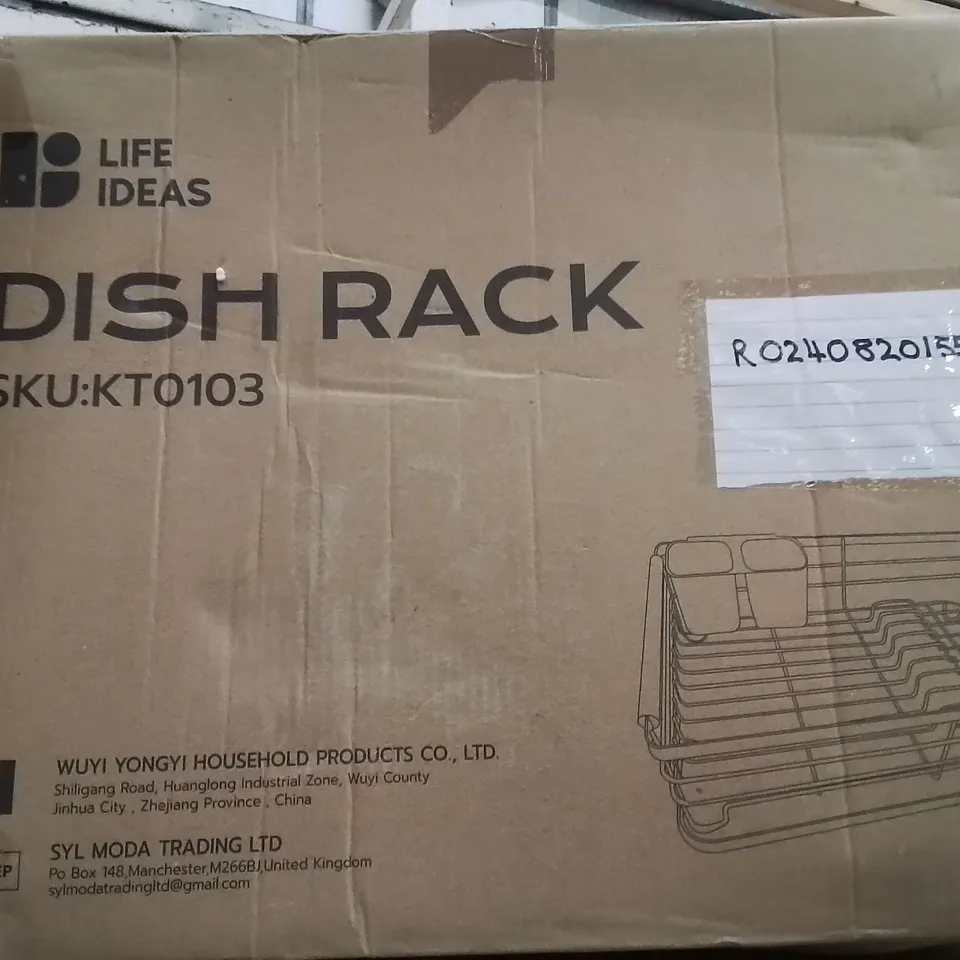 LIFE
IDEAS
DISH RACK
SKU:KT0103
R0240820155
WUYI YONGYI HOUSEHOLD PRODUCTS CO., LTD.
Shiligang Road, Huanglong Industrial Zone, Wuyi County
Jinhua City , Zhejiang Province , China
EP
SYL MODA TRADING LTD
Po Box 148,Manchester,M266BJ,United Kingdom
sylmodatradingltd@gmail.com